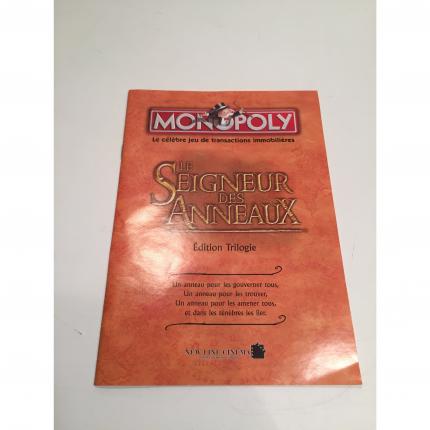 MONOPOLY
Le célèbre jeu de transactions immobilières
LE
SEIGNEUR
DES
ANNEAUX
Édition Trilogie
Un anneau pour les gouverner tous,
Un anneau pour les trouver,
Un anneau pour les amener tous,
et dans les ténèbres les lier.
NEW LINE CINEMA